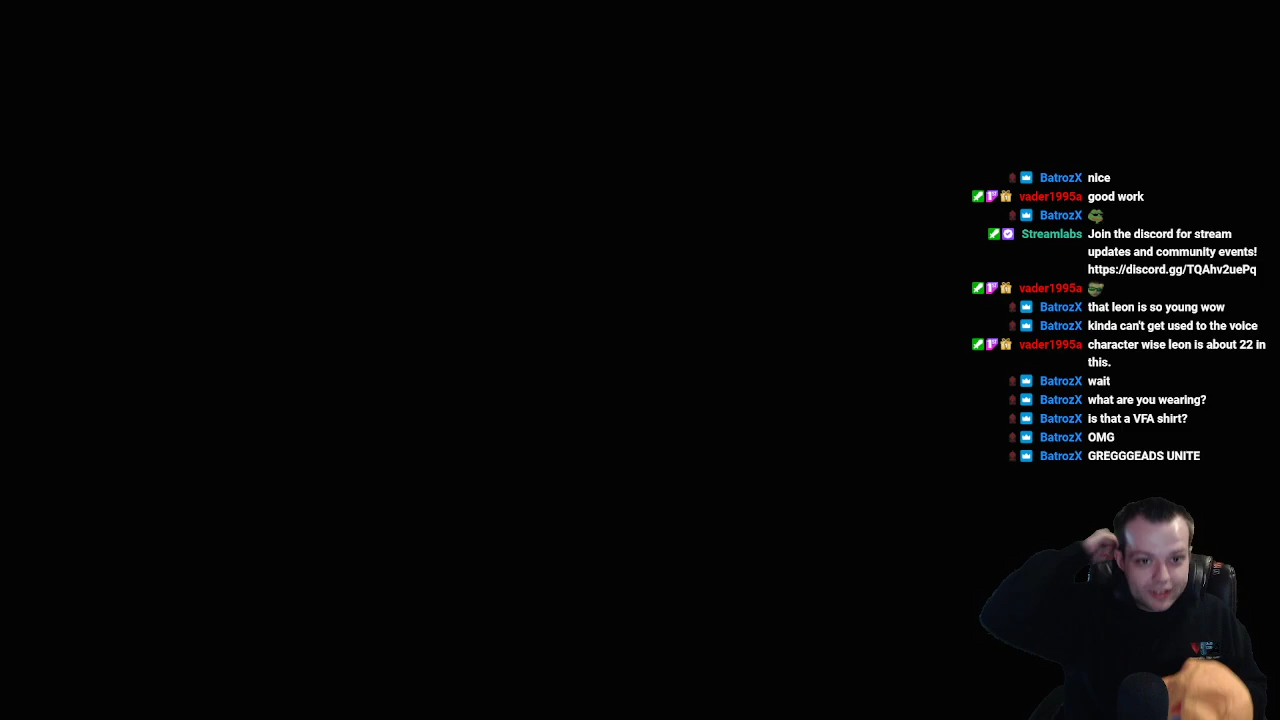 BatrozX nice
vader1995a good work
BatrozX
Streamlabs Join the discord for stream
updates and community events!
https://discord.gg/TQAhv2uePq
vader1995a
BatrozX that leon is so young wow
BatrozX kinda can't get used to the voice
vader1995a character wise leon is about 22 in
this.
BatrozX wait
BatrozX what are you wearing?
BatrozX is that a VFA shirt?
BatrozX OMG
BatrozX GREGGGEADS UNITE